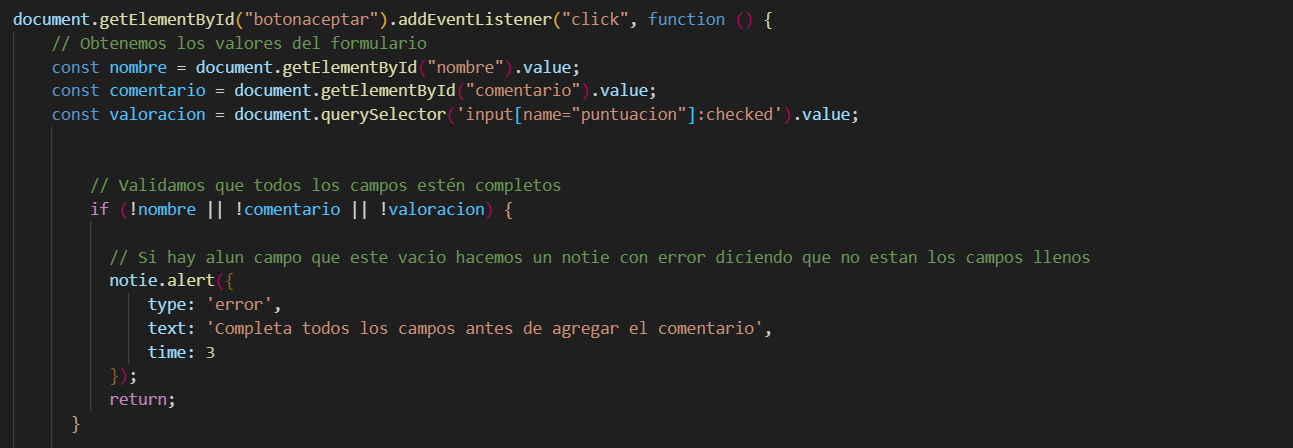 document.getElementById("botonaceptar").addEventListener("click", function () {
// Obtenemos los valores del formulario
const nombre = document.getElementById("nombre").value;
const comentario = document.getElementById("comentario").value;
const valoracion = document.querySelector('input[name="puntuacion"]:checked').value;
// Validamos que todos los campos estén completos
if (!nombre || !comentario || !valoracion) {
// Si hay alun campo que este vacio hacemos un notie con error diciendo que no estan los campos llenos
notie.alert({
type: 'error',
text: 'Completa todos los campos antes de agregar el comentario',
time: 3
});
return;
}